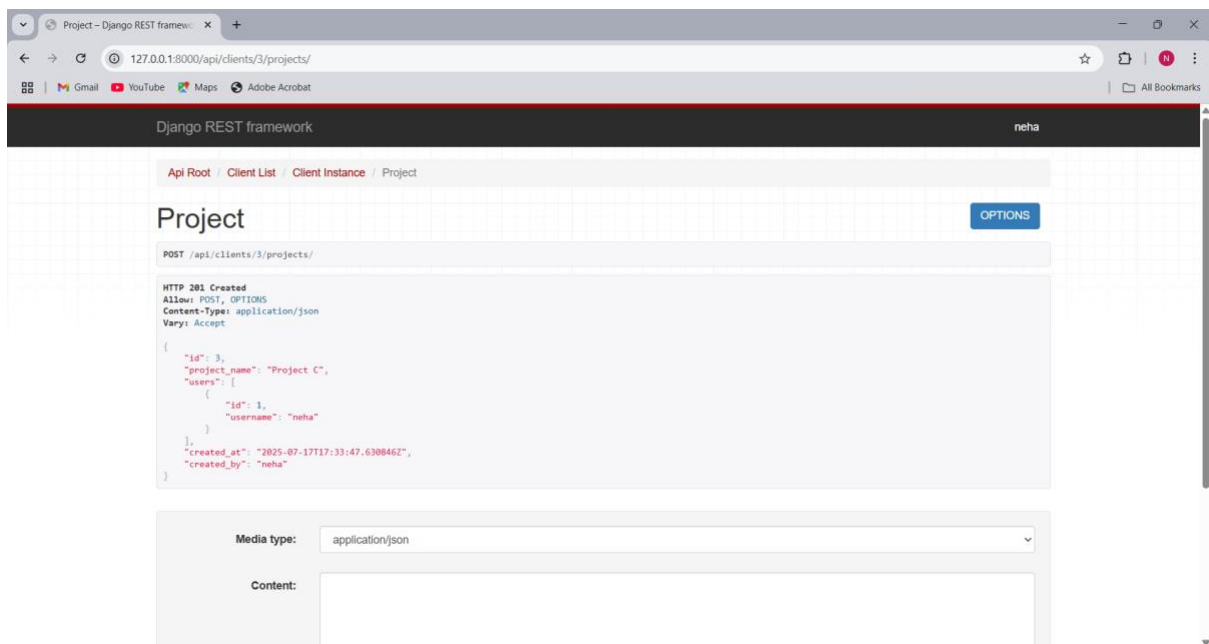 Project – Django REST framewo
127.0.0.1:8000/api/clients/3/projects/
N
Gmail YouTube Maps Adobe Acrobat All Bookmarks
Django REST framework neha
Api Root / Client List / Client Instance / Project
Project OPTIONS
POST /api/clients/3/projects/
HTTP 201 Created
Allow: POST, OPTIONS
Content-Type: application/json
Vary: Accept
{
"id": 3,
"project_name": "Project C",
"users": [
{
"id": 1,
"username": "neha"
}
],
"created_at": "2025-07-17T17:33:47.630846Z",
"created_by": "neha"
}
Media type: application/json
Content: